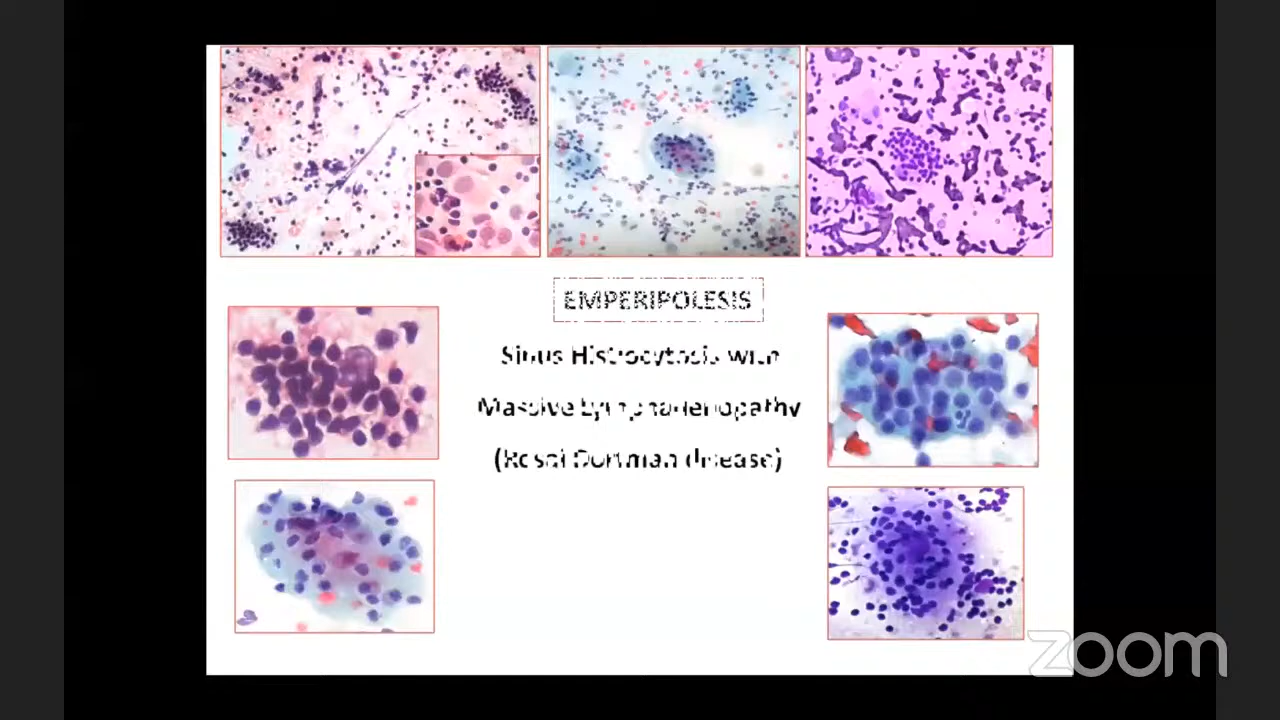 EMPERIPOLESIS
Sinus Histiocytosis with
Massive Lymphadenopathy
(Rosai Dorfman disease)
zoom